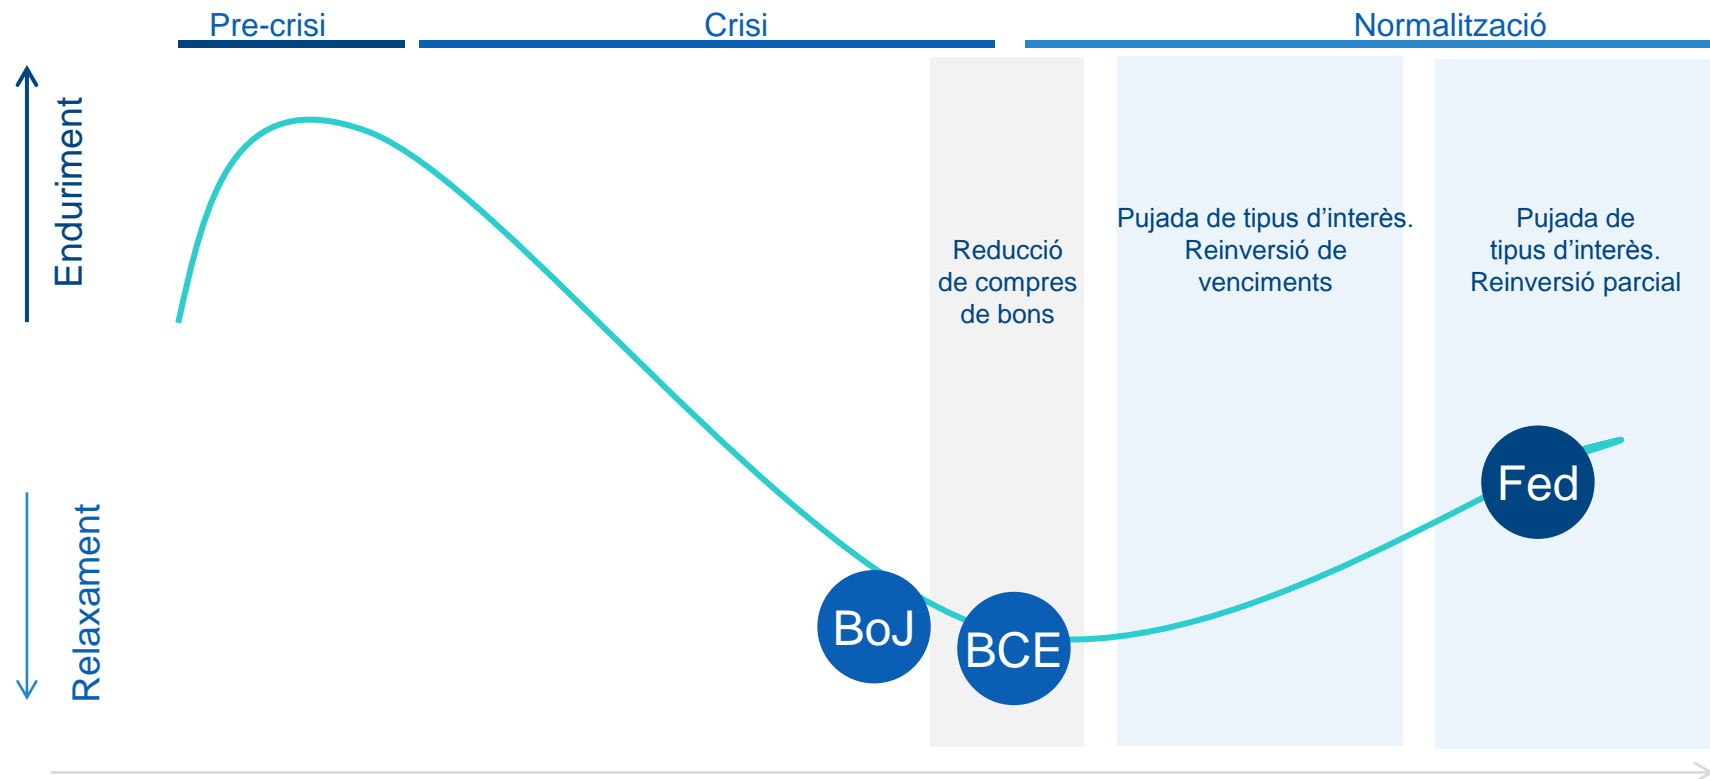 Pre-crisi
Crisi
Normalització
Enduriment
Relaxament
Reducció
de compres
de bons
Pujada de tipus d’interès.
Reinversió de
venciments
Pujada de
tipus d’interès.
Reinversió parcial
BoJ
BCE
Fed